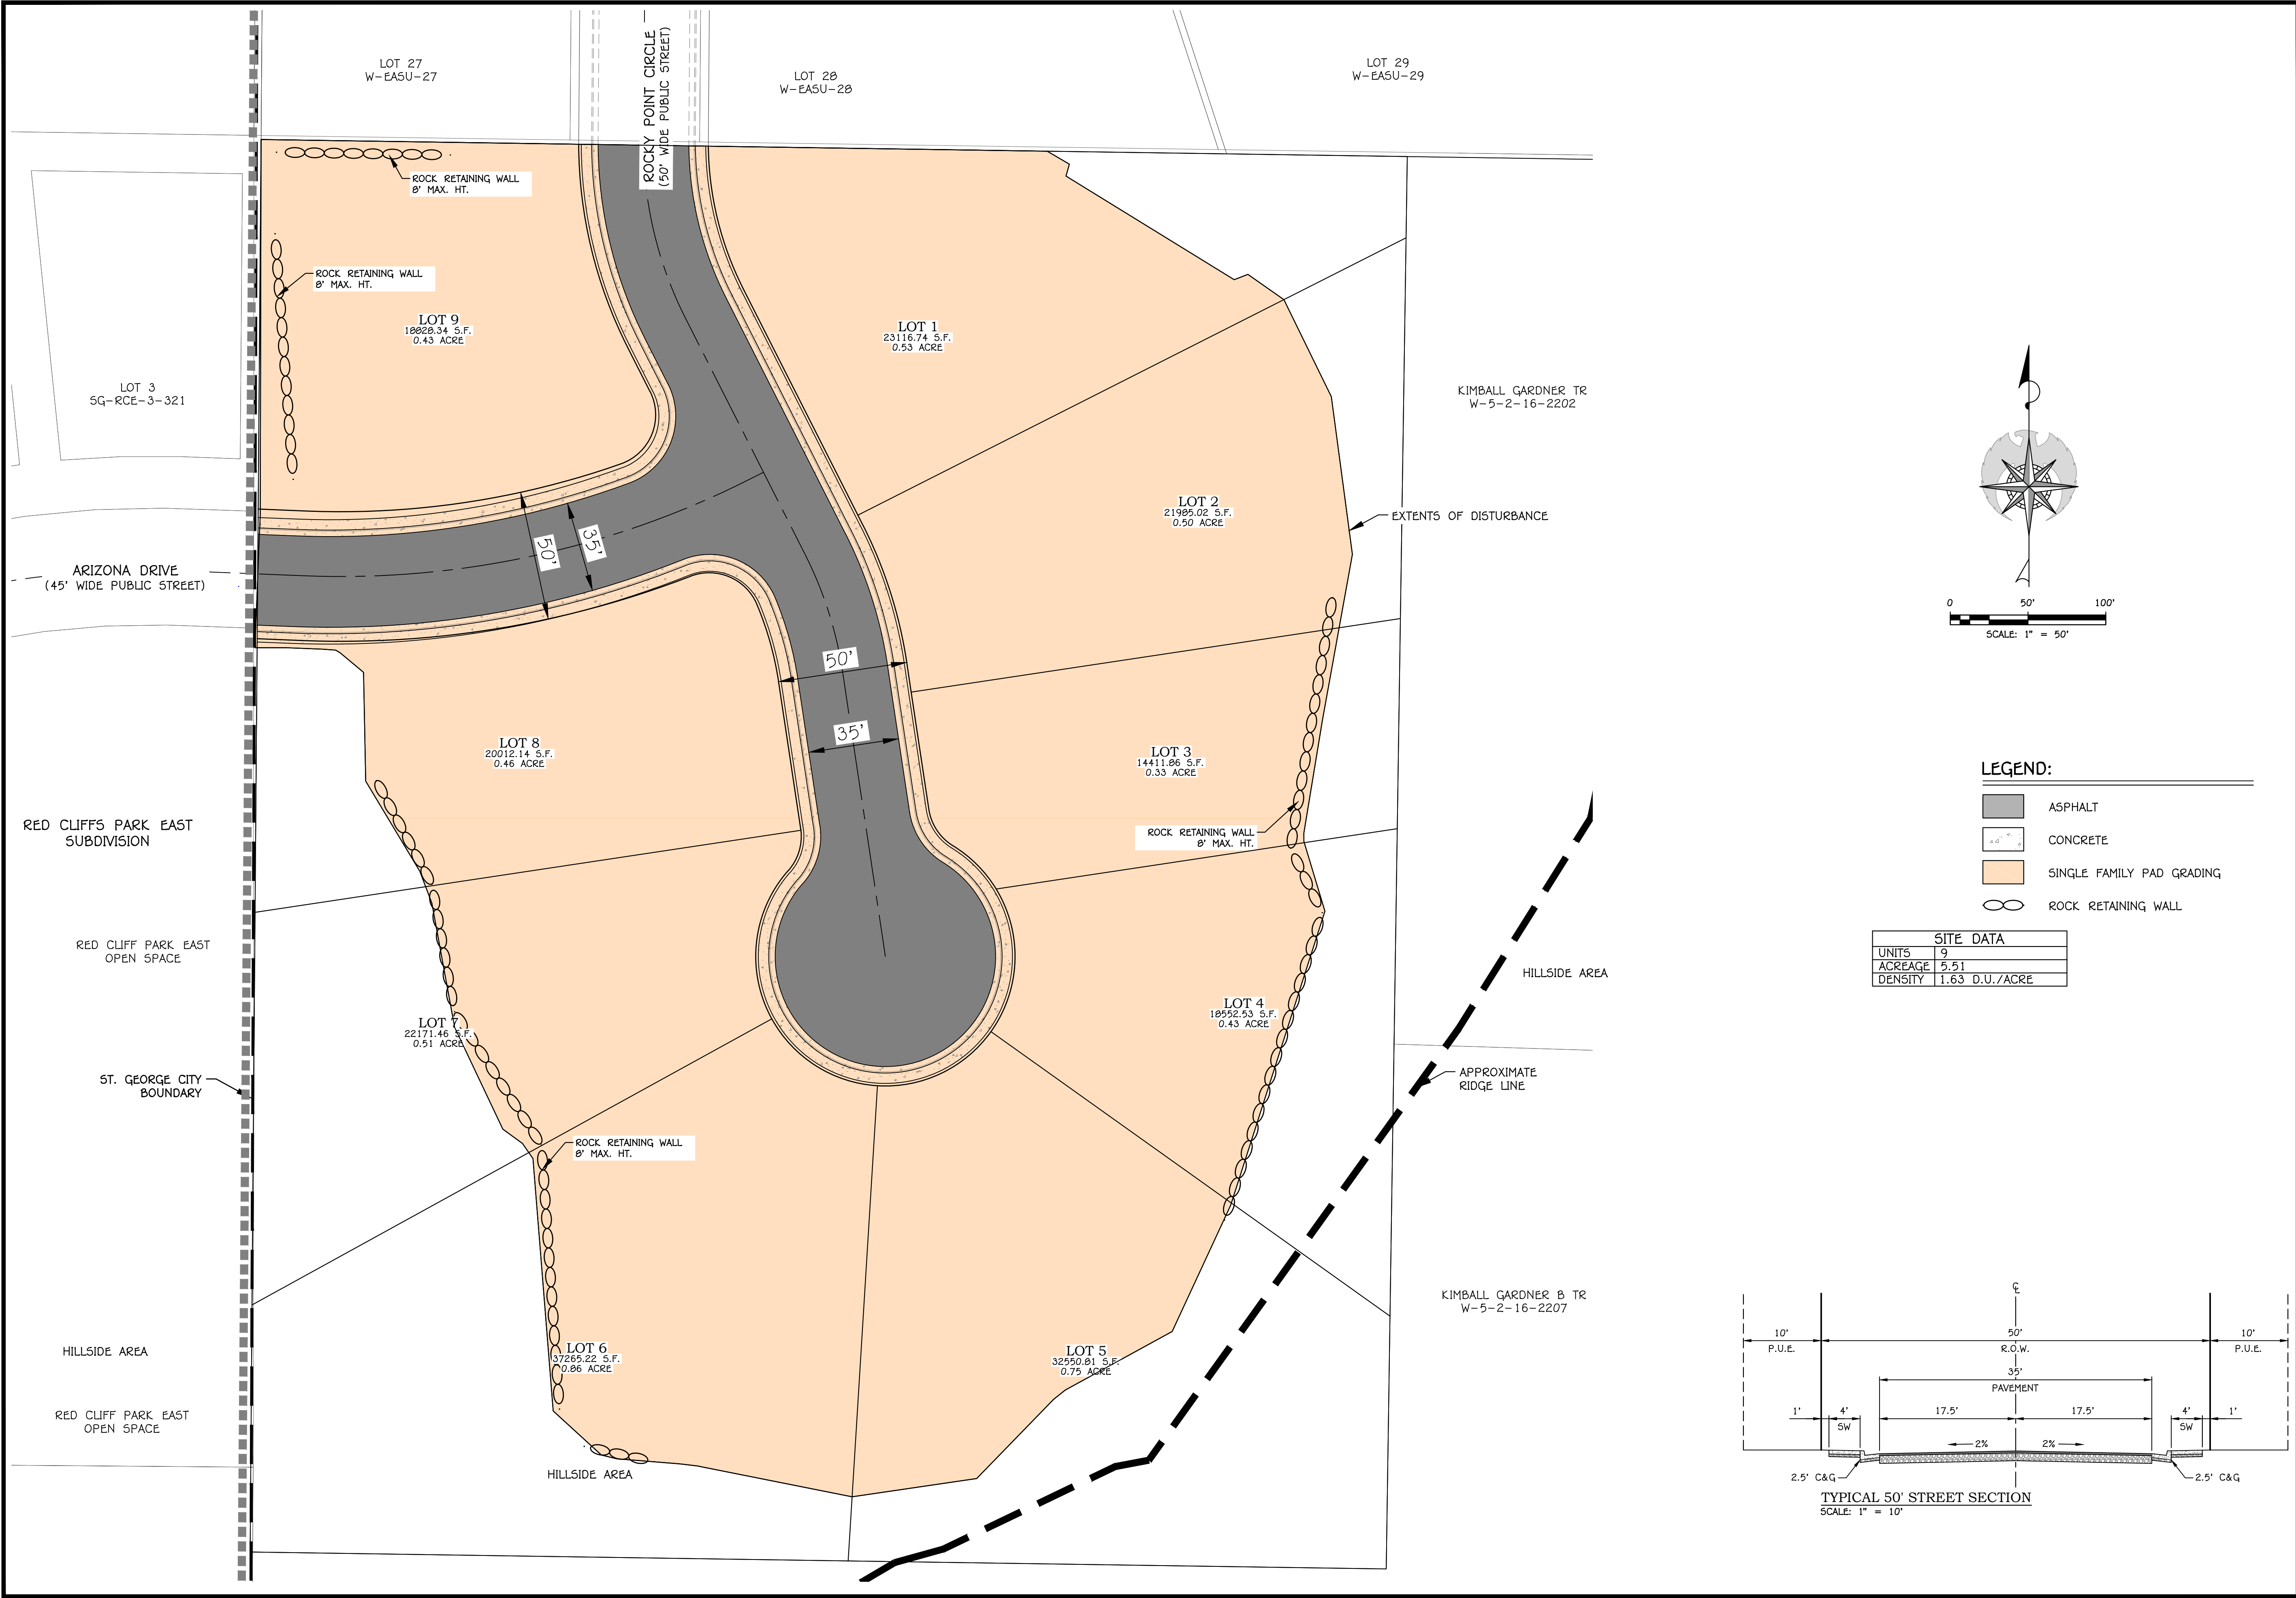 LOT 27
W-EASU-27
ROCKY POINT CIRCLE
(50' WIDE PUBLIC STREET)
LOT 28
W-EASU-28
LOT 29
W-EASU-29
ROCK RETAINING WALL
8' MAX. HT.
ROCK RETAINING WALL
8' MAX. HT.
LOT 9
18828.34 S.F.
0.43 ACRE
LOT 1
23116.74 S.F.
0.53 ACRE
LOT 3
SG-RCE-3-321
KIMBALL GARDNER TR
W-5-2-16-2202
LOT 2
21985.02 S.F.
0.50 ACRE
EXTENTS OF DISTURBANCE
50'
35'
ARIZONA DRIVE
(45' WIDE PUBLIC STREET)
50'
35'
LOT 8
20012.14 S.F.
0.46 ACRE
LOT 3
14411.86 S.F.
0.33 ACRE
ROCK RETAINING WALL
8' MAX. HT.
RED CLIFFS PARK EAST
SUBDIVISION
RED CLIFF PARK EAST
OPEN SPACE
HILLSIDE AREA
LOT 4
18552.53 S.F.
0.43 ACRE
LOT 7
22171.46 S.F.
0.51 ACRE
ST. GEORGE CITY
BOUNDARY
APPROXIMATE
RIDGE LINE
ROCK RETAINING WALL
8' MAX. HT.
KIMBALL GARDNER B TR
W-5-2-16-2207
HILLSIDE AREA
LOT 6
37265.22 S.F.
0.86 ACRE
LOT 5
32550.81 S.F.
0.75 ACRE
RED CLIFF PARK EAST
OPEN SPACE
HILLSIDE AREA
0 50' 100'
SCALE: 1" = 50'
LEGEND:
ASPHALT
CONCRETE
SINGLE FAMILY PAD GRADING
ROCK RETAINING WALL
SITE DATA
UNITS 9
ACREAGE 5.51
DENSITY 1.63 D.U./ACRE
℄
10' 50' 10'
P.U.E. R.O.W. P.U.E.
35'
PAVEMENT
1' 4' 17.5' 17.5' 4' 1'
SW SW
2% 2%
2.5' C&G 2.5' C&G
TYPICAL 50' STREET SECTION
SCALE: 1" = 10'